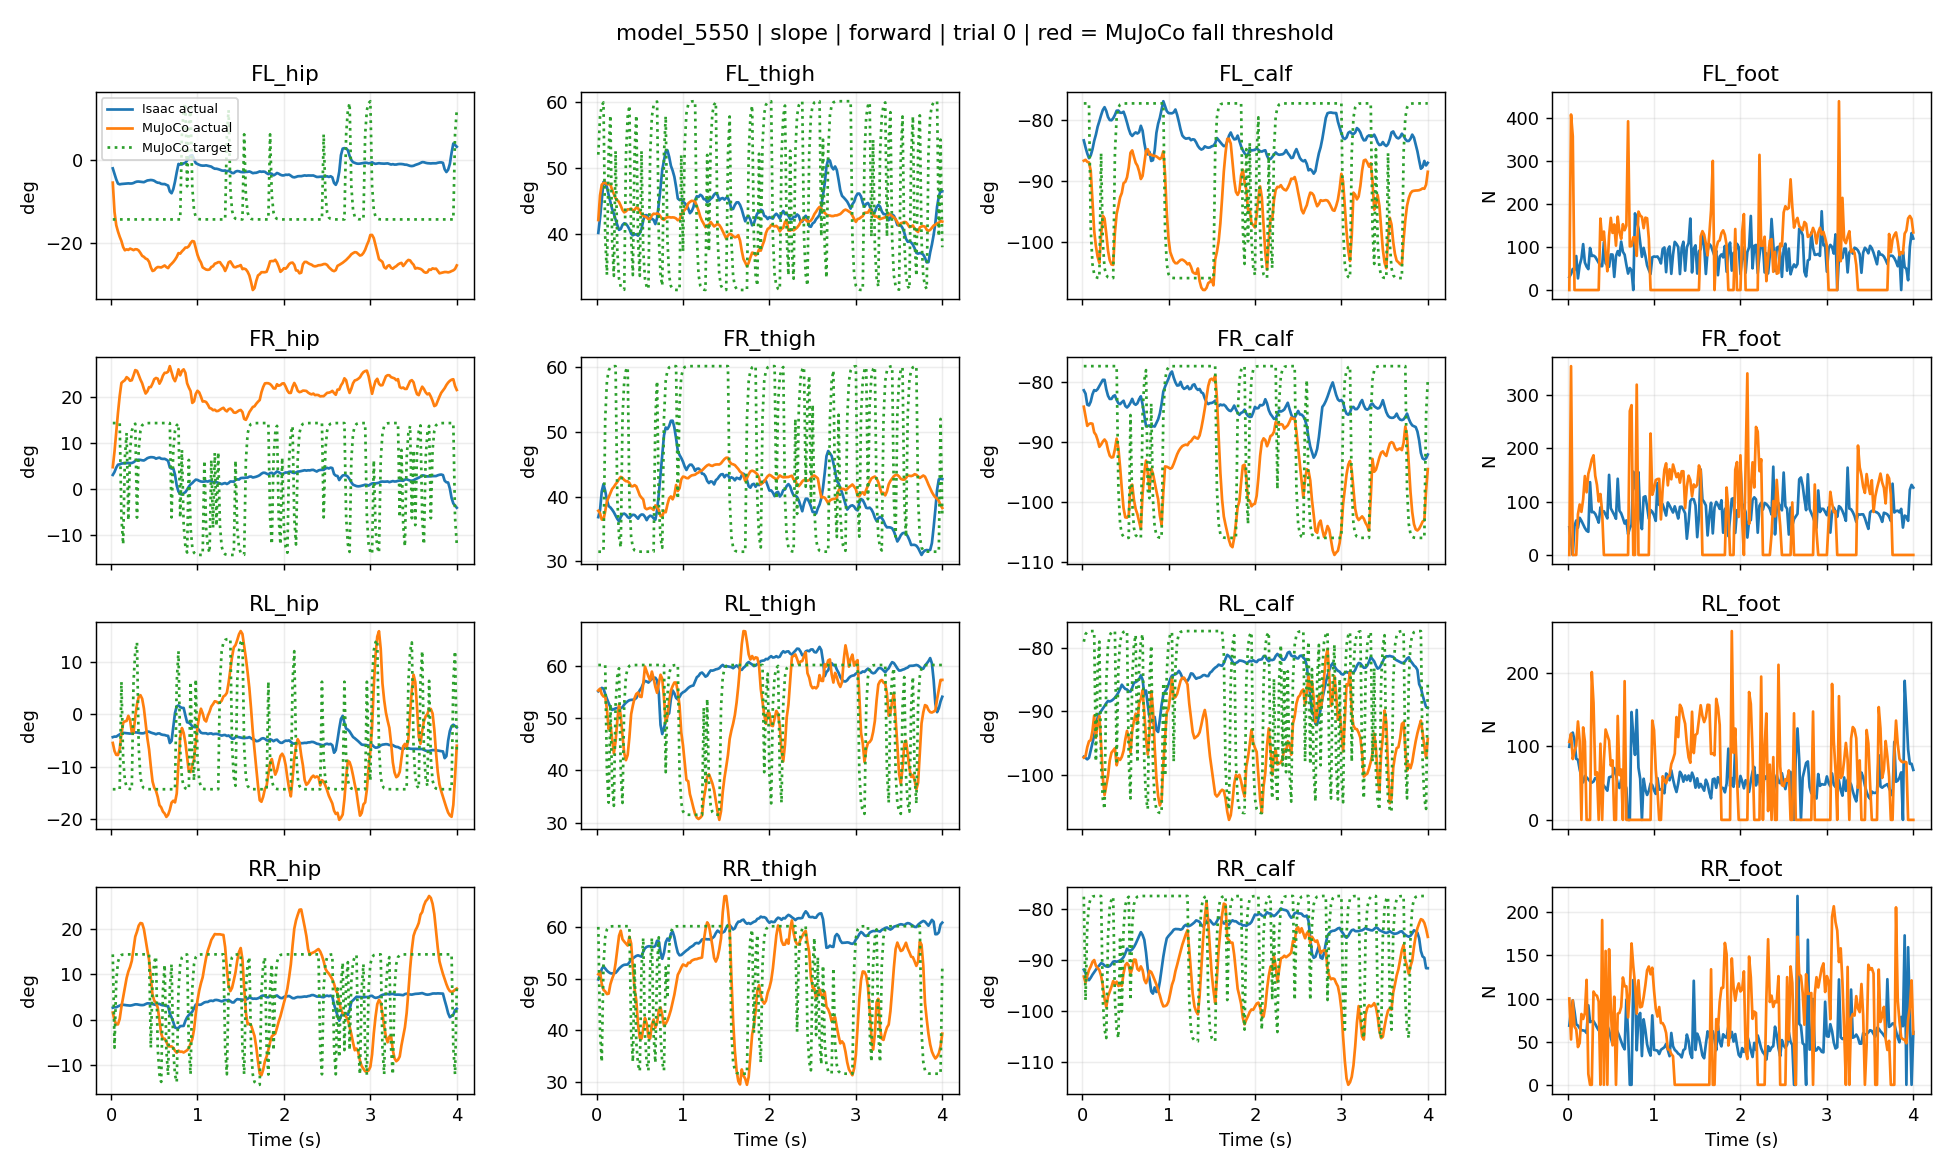 model_5550 | slope | forward | trial 0 | red = MuJoCo fall threshold
FL_hip
FL_thigh
FL_calf
FL_foot
Isaac actual
MuJoCo actual
MuJoCo target
deg
0
−20
deg
60
50
40
deg
−80
−90
−100
N
400
300
200
100
0
FR_hip
FR_thigh
FR_calf
FR_foot
deg
20
10
0
−10
deg
60
50
40
30
deg
−80
−90
−100
−110
N
300
200
100
0
RL_hip
RL_thigh
RL_calf
RL_foot
deg
10
0
−10
−20
deg
60
50
40
30
deg
−80
−90
−100
N
200
100
0
RR_hip
RR_thigh
RR_calf
RR_foot
deg
20
10
0
−10
deg
60
50
40
30
deg
−80
−90
−100
−110
N
200
150
100
50
0
0 1 2 3 4
0 1 2 3 4
0 1 2 3 4
0 1 2 3 4
Time (s)
Time (s)
Time (s)
Time (s)